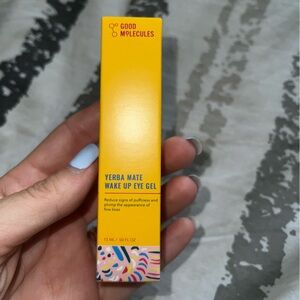 GOOD
MOLECULES
YERBA MATE
WAKE UP EYE GEL
Reduce signs of puffiness and
plump the appearance of
fine lines